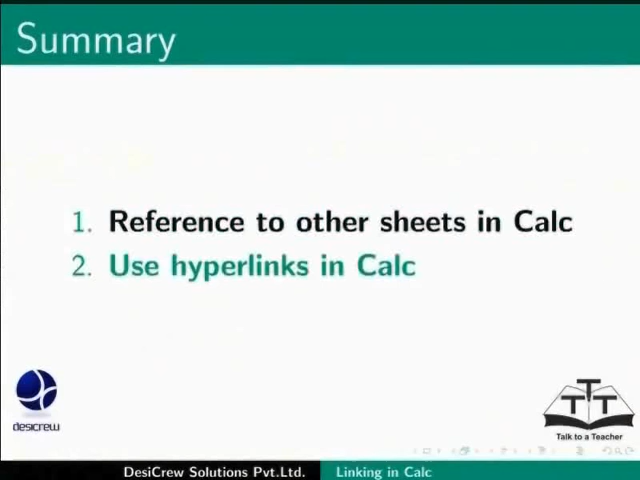 Summary
1. Reference to other sheets in Calc
2. Use hyperlinks in Calc
desicrew
TTT
Talk to a Teacher
DesiCrew Solutions Pvt.Ltd. Linking in Calc